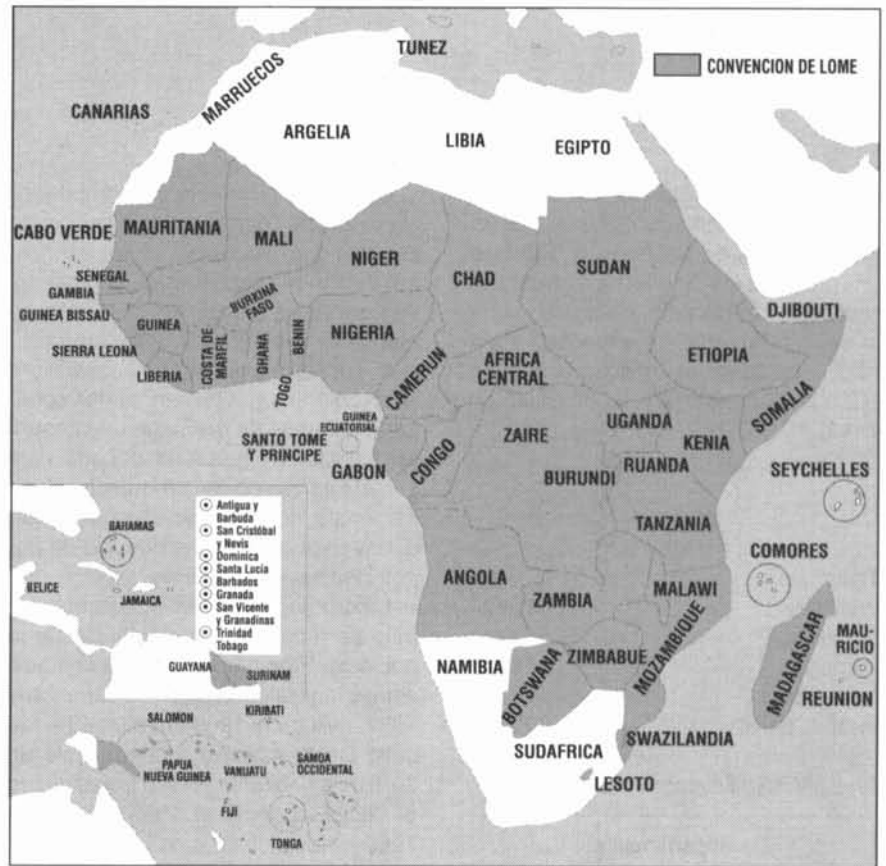 TUNEZ
CONVENCION DE LOME
MARRUECOS
CANARIAS
ARGELIA
LIBIA
EGIPTO
CABO VERDE
MAURITANIA
MALI
NIGER
CHAD
SUDAN
SENEGAL
GAMBIA
GUINEA BISSAU
GUINEA
BURKINA
FASO
NIGERIA
DJIBOUTI
SIERRA LEONA
COSTA DE
MARFIL
GHANA
BENIN
TOGO
LIBERIA
CAMERUN
AFRICA
CENTRAL
ETIOPIA
SOMALIA
GUINEA
ECUATORIAL
SANTO TOME
Y PRINCIPE
GABON
CONGO
ZAIRE
UGANDA
KENIA
RUANDA
BURUNDI
SEYCHELLES
TANZANIA
COMORES
ANGOLA
ZAMBIA
MALAWI
MOZAMBIQUE
NAMIBIA
BOTSWANA
ZIMBABUE
MADAGASCAR
MAU-
RICIO
REUNION
SUDAFRICA
SWAZILANDIA
LESOTO
BAHAMAS
BELICE
JAMAICA
Antigua y
Barbuda
San Cristóbal
y Nevis
Dominica
Santa Lucía
Barbados
Granada
San Vicente
y Granadinas
Trinidad
Tobago
GUAYANA
SURINAM
SALOMON
KIRIBATI
PAPUA
NUEVA GUINEA
VANUATU
SAMOA
OCCIDENTAL
FIJI
TONGA